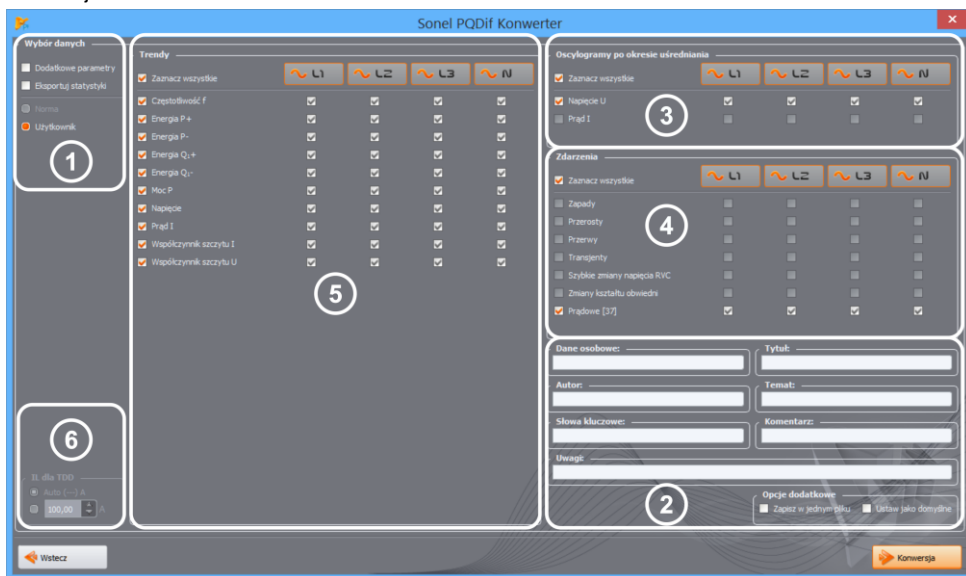 Sonel PQDif Konwerter
Wybór danych
Dodatkowe parametry
Eksportuj statystyki
Norma
Użytkownik
1
Trendy
Zaznacz wszystkie L1 L2 L3 N
Częstotliwość f
Energia P+
Energia P-
Energia Q₁+
Energia Q₁-
Moc P
Napięcie
Prąd I
Współczynnik szczytu I
Współczynnik szczytu U
5
Oscylogramy po okresie uśredniania
Zaznacz wszystkie L1 L2 L3 N
Napięcie U
Prąd I
3
Zdarzenia
Zaznacz wszystkie L1 L2 L3 N
Zapady
Przerosty
Przerwy
Transjenty
Szybkie zmiany napięcia RVC
Zmiany kształtu obwiedni
Prądowe [37]
4
Dane osobowe: Tytuł:
Autor: Temat:
Słowa kluczowe: Komentarz:
Uwagi:
2
Opcje dodatkowe
Zapisz w jednym pliku Ustaw jako domyślne
6
IL dla TDD
Auto [---] A
100,00 A
Wstecz
Konwersja